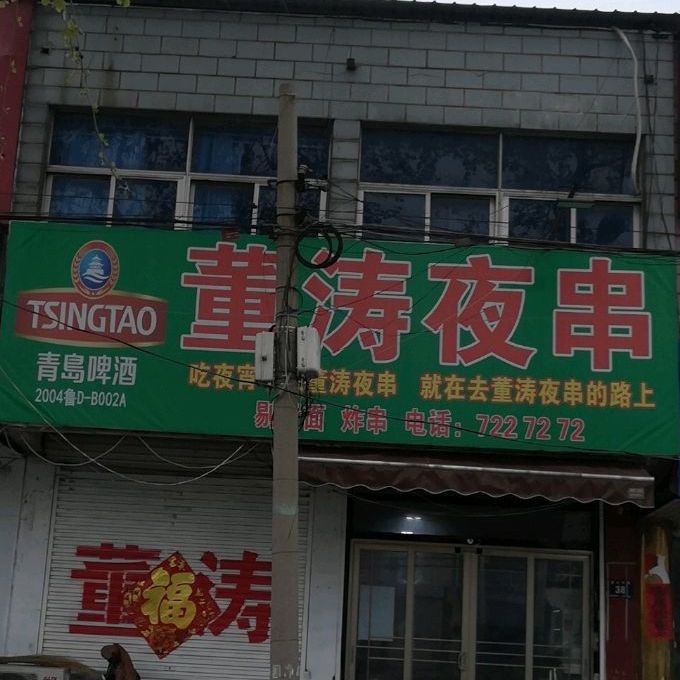 董涛夜串
TSINGTAO
青島啤酒
2004鲁D-B002A
吃夜宵 董涛夜串 就在去董涛夜串的路上
剔 面 炸串 电话：722 72 72
董涛
福
38